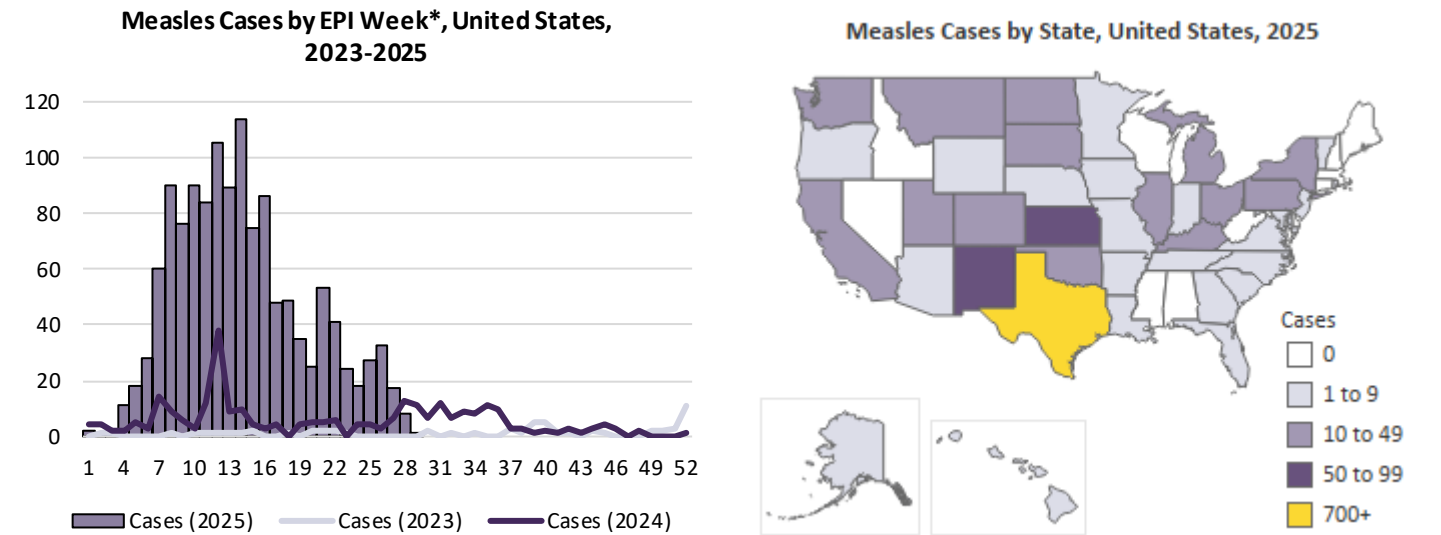 Measles Cases by EPI Week*, United States,
2023-2025
120
100
80
60
40
20
0
1 4 7 10 13 16 19 22 25 28 31 34 37 40 43 46 49 52
Cases (2025) Cases (2023) Cases (2024)
Measles Cases by State, United States, 2025
Cases
0
1 to 9
10 to 49
50 to 99
700+